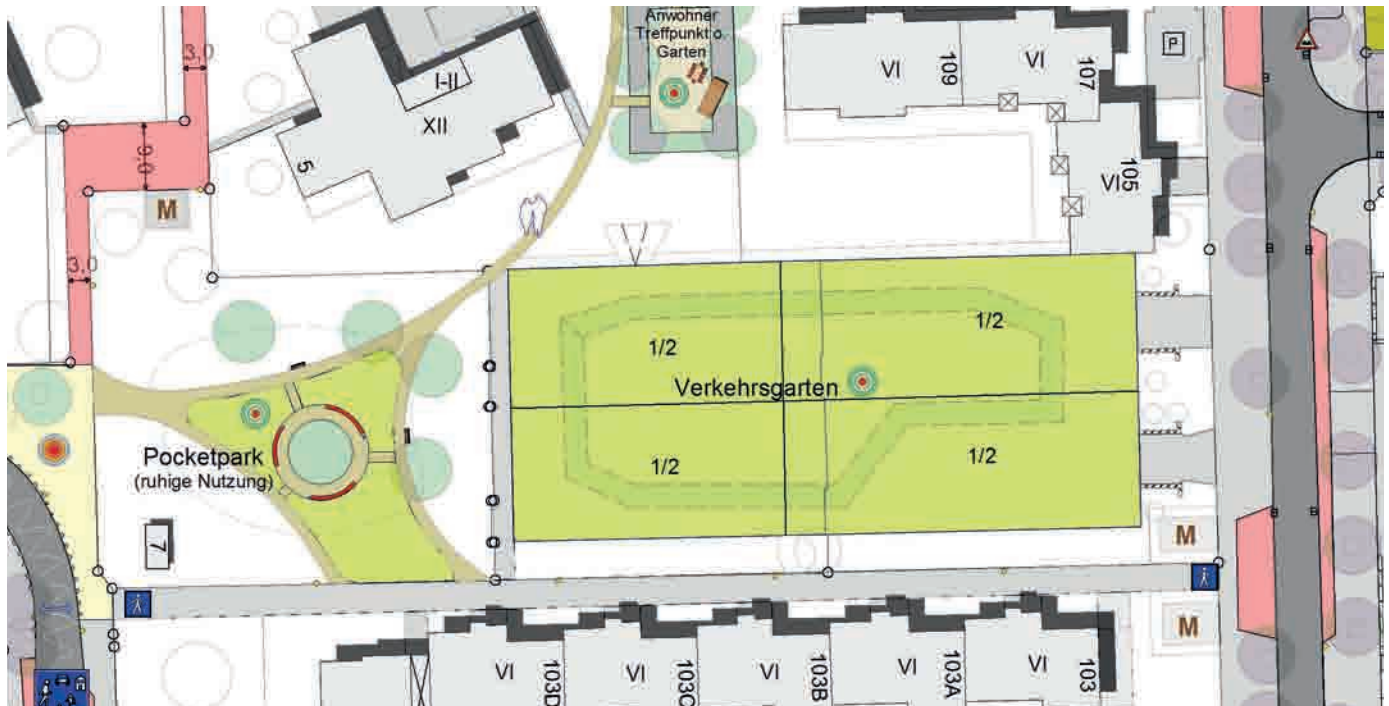 Anwohner
Treffpunkt o.
Garten
3,0
I-II
XII
5
VI
109
VI
107
P
9,0
VI
105
M
3,0
1/2
1/2
Verkehrsgarten
Pocketpark
(ruhige Nutzung)
1/2
1/2
7
M
M
VI
103D
VI
103C
VI
103B
VI
103A
VI
103